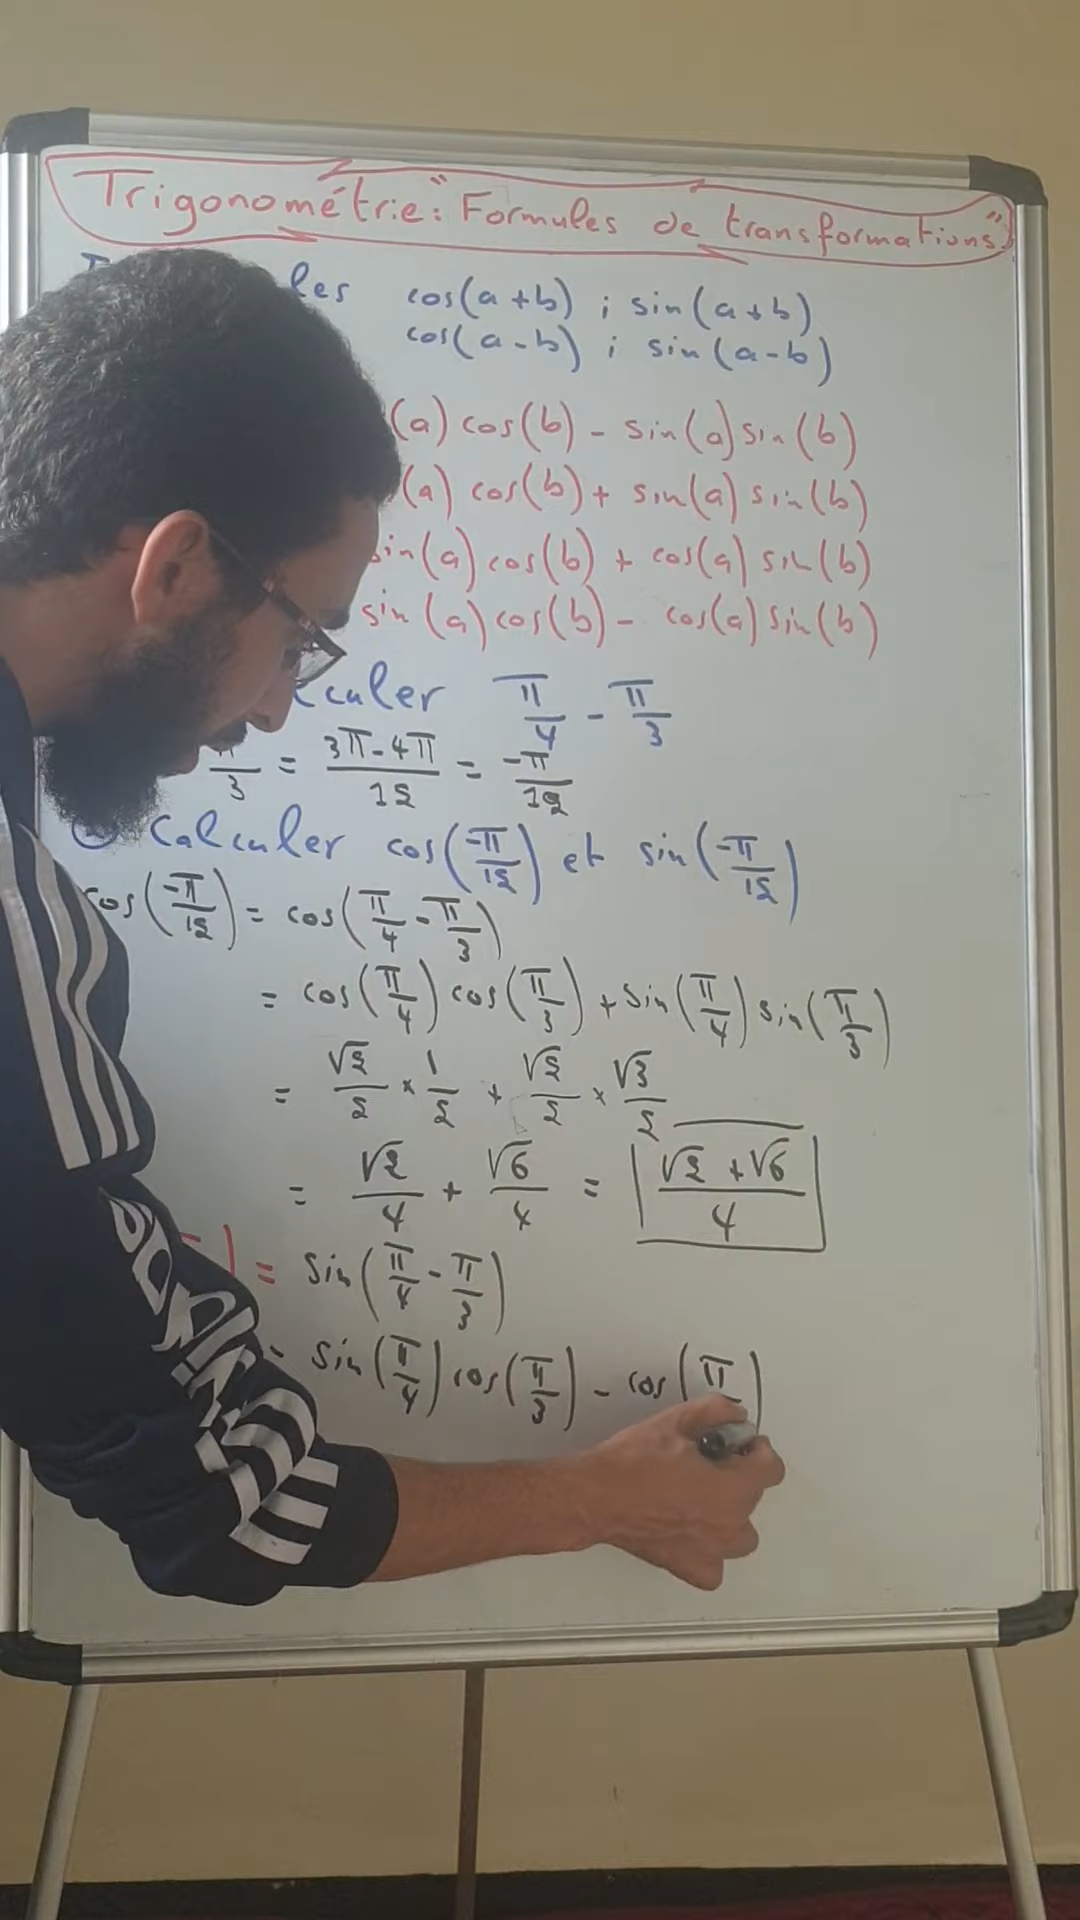 Trigonométrie: "Formules de transformations"
les cos(a+b) ; sin(a+b)
cos(a-b) ; sin(a-b)
(a) cos(b) - sin(a) sin(b)
(a) cos(b) + sin(a) sin(b)
sin(a) cos(b) + cos(a) sin(b)
sin(a) cos(b) - cos(a) sin(b)
culer π/4 - π/3
π/3 = (3π-4π)/12 = -π/12
Calculer cos(-π/12) et sin(-π/12)
cos(-π/12) = cos(π/4 - π/3)
= cos(π/4) cos(π/3) + sin(π/4) sin(π/3)
= √2/2 × 1/2 + √2/2 × √3/2
= √2/4 + √6/4 = (√2 + √6)/4
) = sin(π/4 - π/3)
= sin(π/4) cos(π/3) - cos(π)
adidas